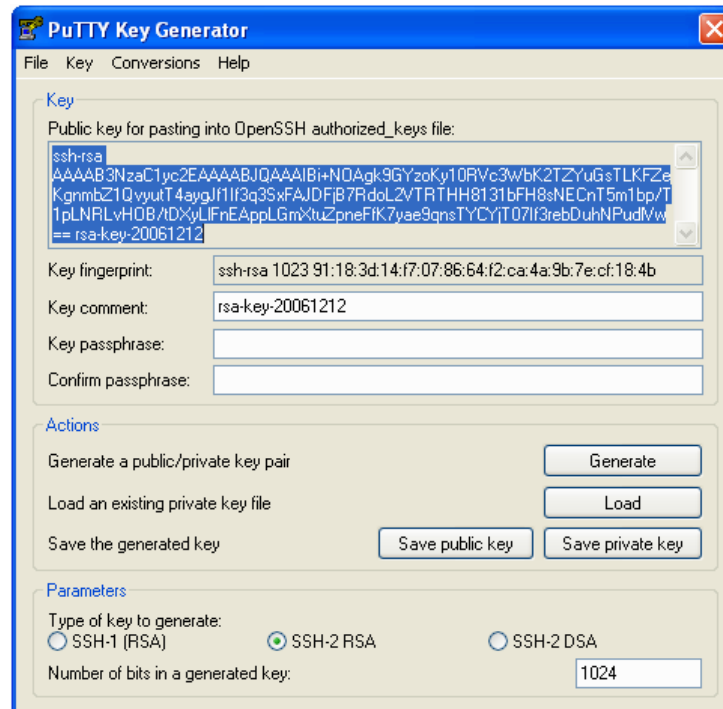 PuTTY Key Generator
File Key Conversions Help
Key
Public key for pasting into OpenSSH authorized_keys file:
ssh-rsa
AAAAB3NzaC1yc2EAAAABJQAAAIBi+NOAgk9GYzoKy10RVc3WbK2TZYuGsTLKFZe
KgnmbZ1QvyutT4aygJf1If3q3SxFAJDFjB7RdoL2VTRTHH8131bFH8sNECnT5m1bp/T
1pLNRLvHOB/tDXyLIFnEAppLGmXtuZpneFfK7yae9qnsTYCYjT07If3rebDuhNPudlVw
== rsa-key-20061212
Key fingerprint: ssh-rsa 1023 91:18:3d:14:f7:07:86:64:f2:ca:4a:9b:7e:cf:18:4b
Key comment: rsa-key-20061212
Key passphrase:
Confirm passphrase:
Actions
Generate a public/private key pair Generate
Load an existing private key file Load
Save the generated key Save public key Save private key
Parameters
Type of key to generate:
SSH-1 (RSA) SSH-2 RSA SSH-2 DSA
Number of bits in a generated key: 1024